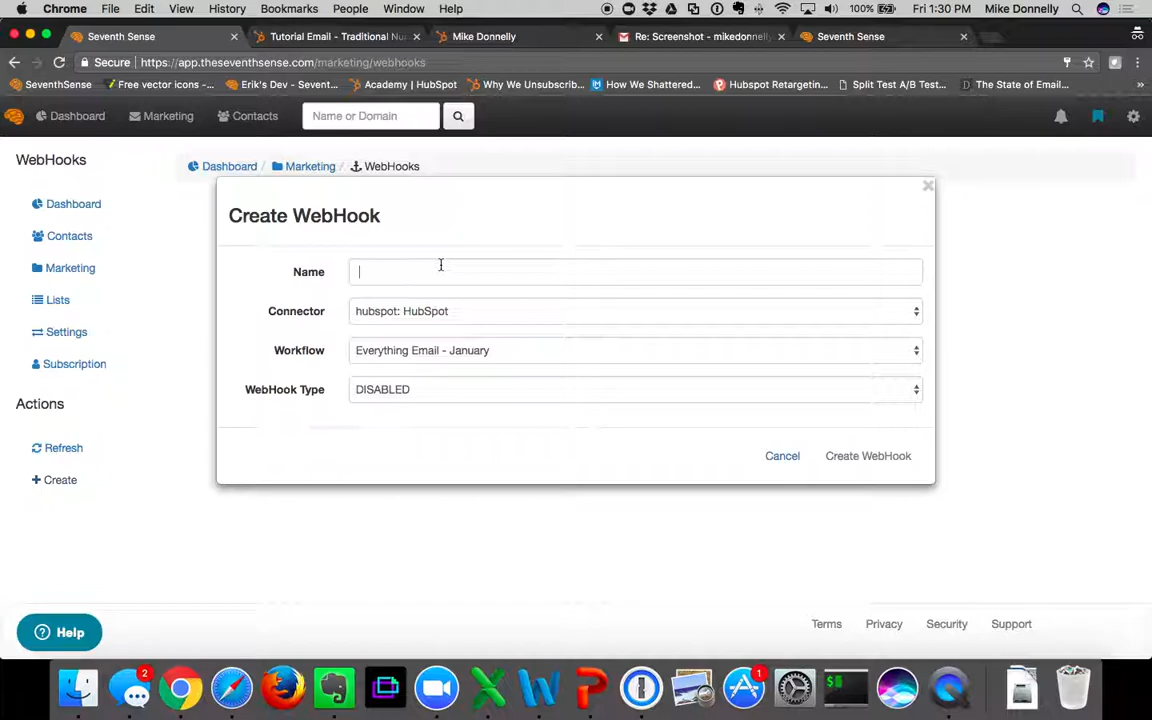 Chrome File Edit View History Bookmarks People Window Help 100% Fri 1:30 PM Mike Donnelly
Seventh Sense Tutorial Email - Traditional Nu Mike Donnelly Re: Screenshot - mikedonnelly Seventh Sense
Secure https://app.theseventhsense.com/marketing/webhooks
SeventhSense Free vector icons -... Erik's Dev - Sevent... Academy | HubSpot Why We Unsubscrib... How We Shattered... Hubspot Retargetin... Split Test A/B Test... The State of Email... »
Dashboard Marketing Contacts Name or Domain
WebHooks
Dashboard / Marketing / WebHooks
Dashboard
Contacts
Marketing
Lists
Settings
Subscription
Actions
Refresh
Create
Create WebHook
Name
Connector hubspot: HubSpot
Workflow Everything Email - January
WebHook Type DISABLED
Cancel Create WebHook
Terms Privacy Security Support
Help
2
1